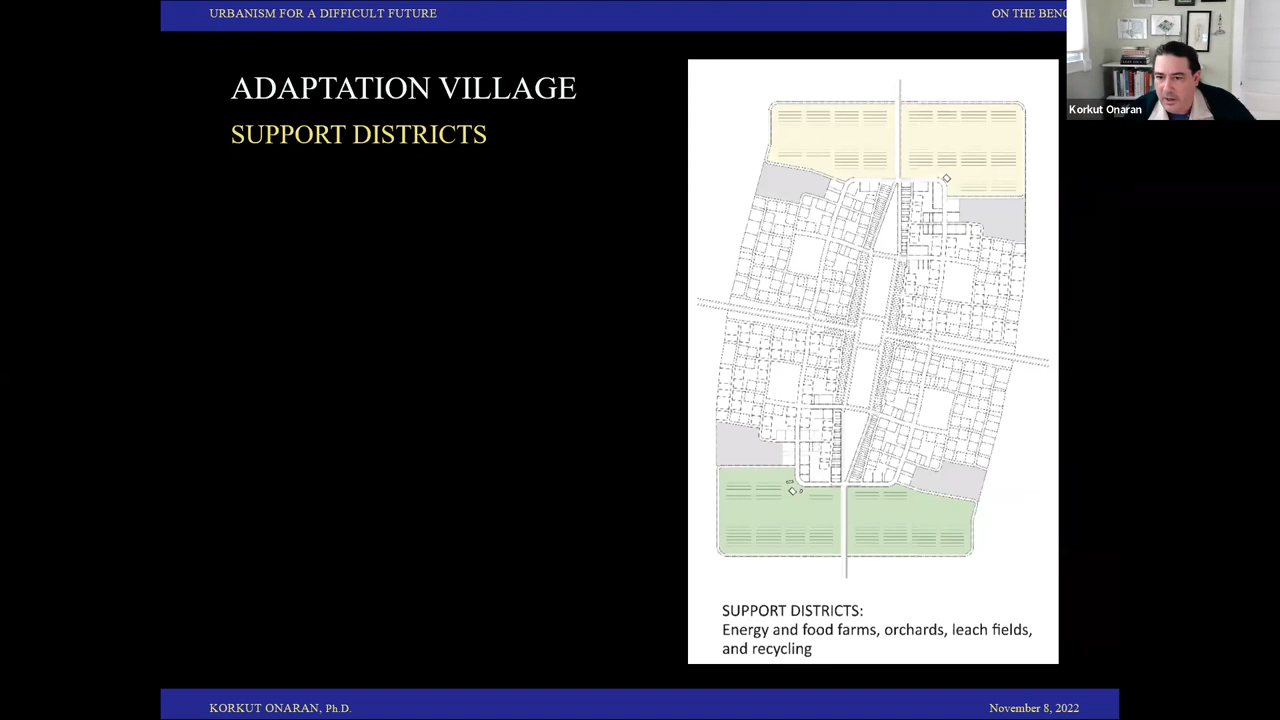 URBANISM FOR A DIFFICULT FUTURE
ON THE BENC
Korkut Onaran
ADAPTATION VILLAGE
SUPPORT DISTRICTS
SUPPORT DISTRICTS:
Energy and food farms, orchards, leach fields,
and recycling
KORKUT ONARAN, Ph.D.
November 8, 2022